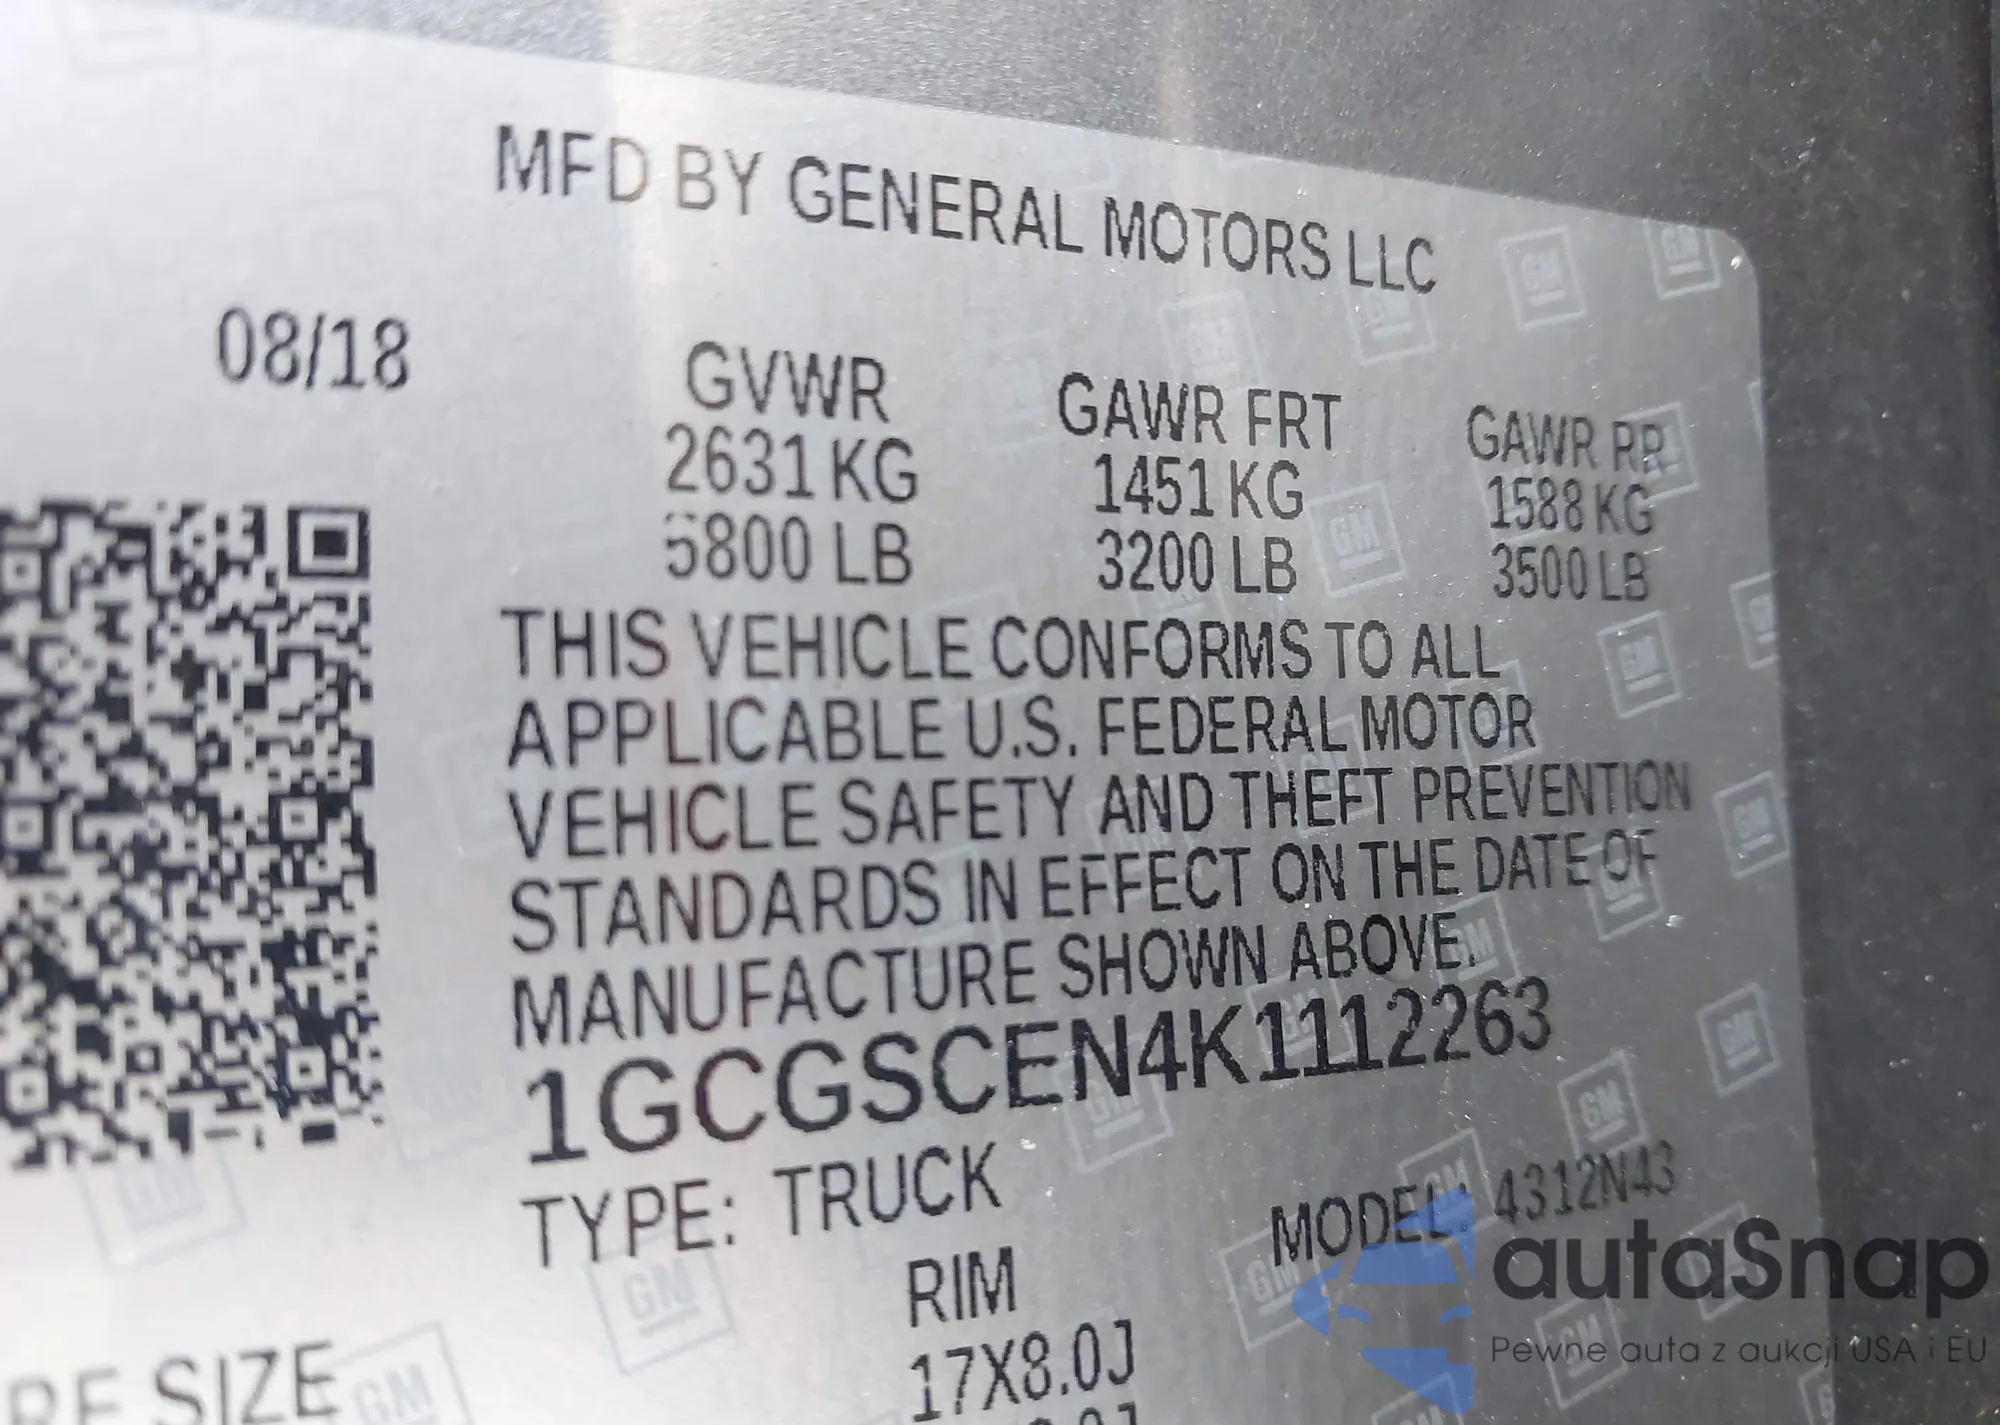 MFD BY GENERAL MOTORS LLC
08/18
GVWR GAWR FRT GAWR RR
2631 KG 1451 KG 1588 KG
5800 LB 3200 LB 3500 LB
THIS VEHICLE CONFORMS TO ALL
APPLICABLE U.S. FEDERAL MOTOR
VEHICLE SAFETY AND THEFT PREVENTION
STANDARDS IN EFFECT ON THE DATE OF
MANUFACTURE SHOWN ABOVE.
1GCGSCEN4K1112263
TYPE: TRUCK MODEL: 4312N43
RIM
SIZE 17X8.0J
autaSnap
Pewne auta z aukcji USA i EU